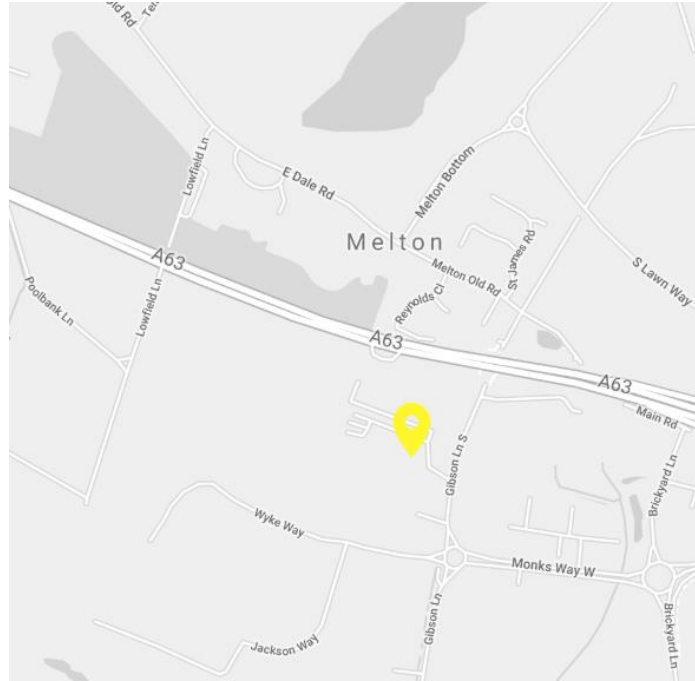 Old Rd
Lowfield Ln
E Dale Rd
Melton Bottom
Melton
St James Rd
S Lawn Way
Melton Old Rd
A63
Reynolds Cl
Poolbank Ln
Lowfield Ln
A63
A63
Main Rd
Gibson Ln S
Brickyard Ln
Wyke Way
Monks Way W
Gibson Ln
Jackson Way
Brickyard Ln